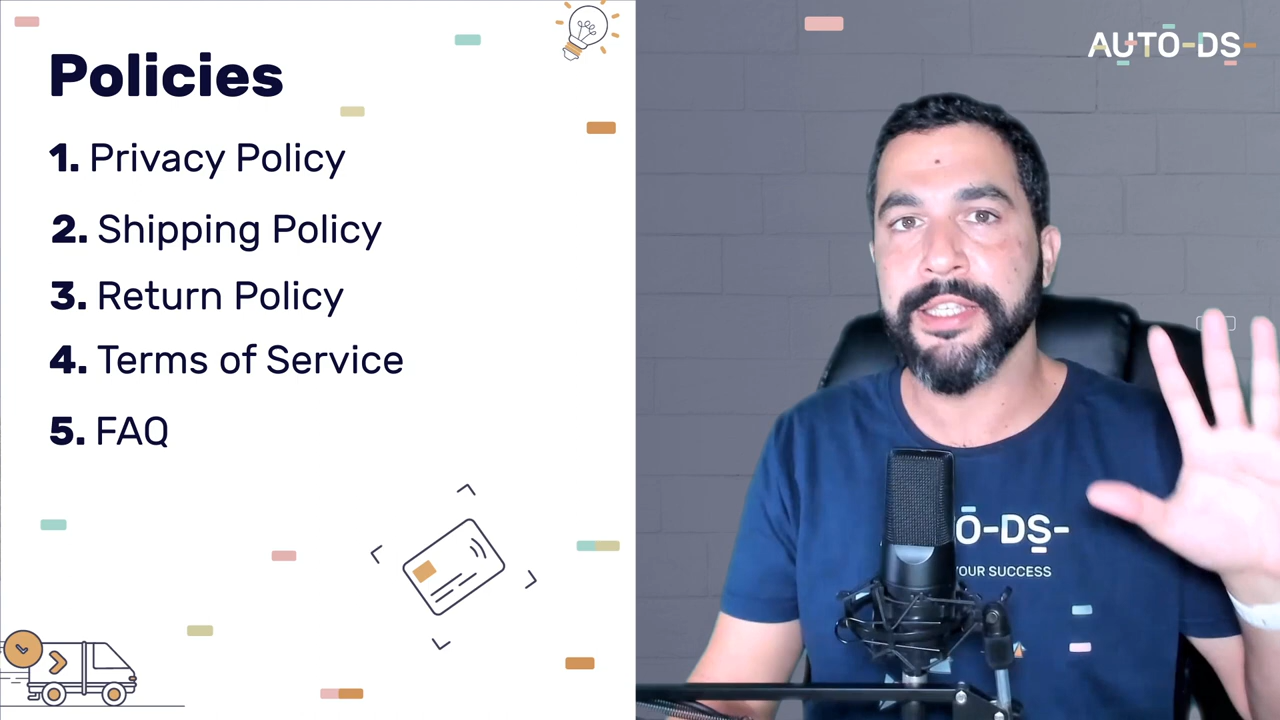 Policies
1. Privacy Policy
2. Shipping Policy
3. Return Policy
4. Terms of Service
5. FAQ
AUTO-DS-
O-DS-
YOUR SUCCESS